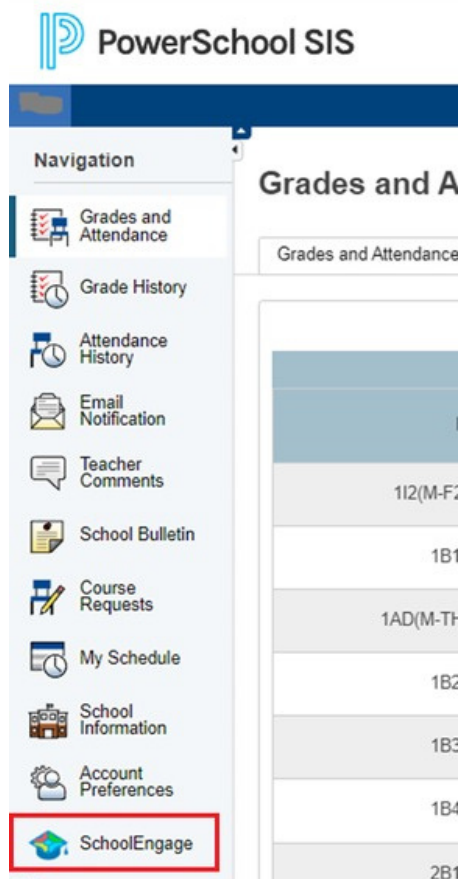 PowerSchool SIS
Navigation
Grades and
Attendance
Grade History
Attendance
History
Email
Notification
Teacher
Comments
School Bulletin
Course
Requests
My Schedule
School
Information
Account
Preferences
SchoolEngage
Grades and A
Grades and Attendance
1I2(M-F2
1B1
1AD(M-TH
1B2
1B3
1B4
2B1